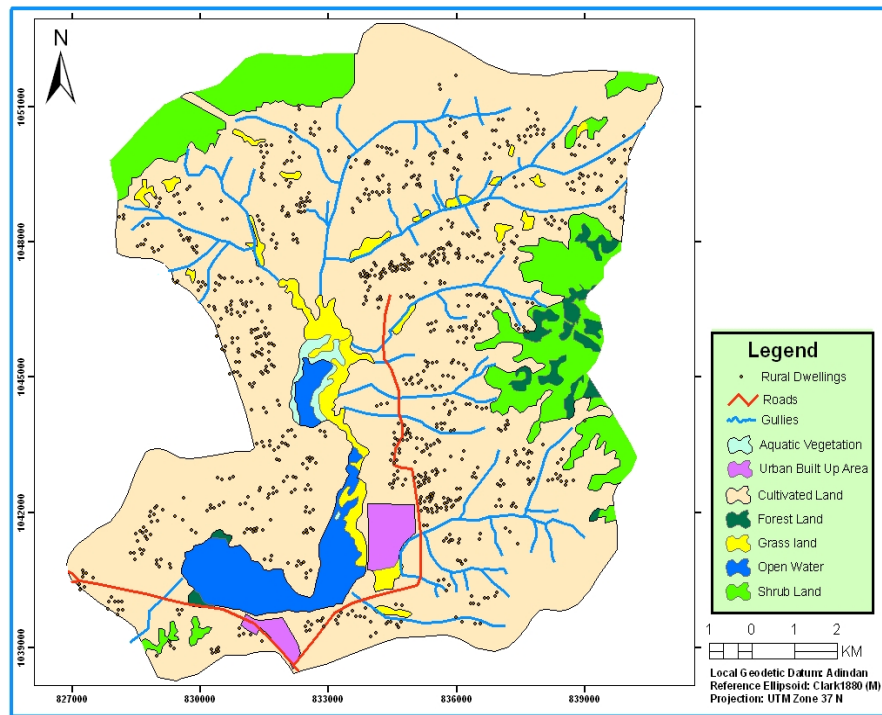 N
1051000
1048000
1045000
1042000
1039000
827000 830000 833000 836000 839000
Legend
Rural Dwellings
Roads
Gullies
Aquatic Vegetation
Urban Built Up Area
Cultivated Land
Forest Land
Grass land
Open Water
Shrub Land
1 0 1 2
KM
Local Geodetic Datum: Adindan
Reference Ellipsoid: Clark1880 (M)
Projection: UTM Zone 37 N